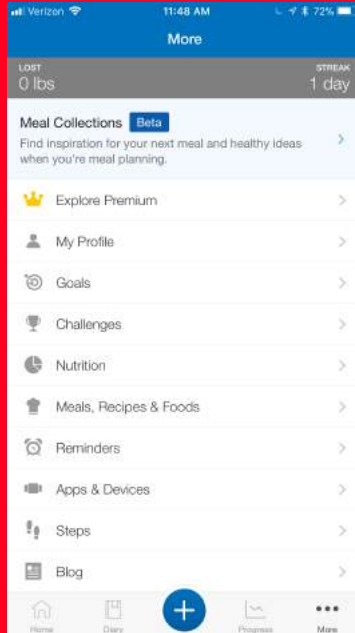 Verizon 11:48 AM 72%
More
LOST STREAK
0 lbs 1 day
Meal Collections Beta
Find inspiration for your next meal and healthy ideas
when you're meal planning.
Explore Premium
My Profile
Goals
Challenges
Nutrition
Meals, Recipes & Foods
Reminders
Apps & Devices
Steps
Blog
Home Diary Progress More